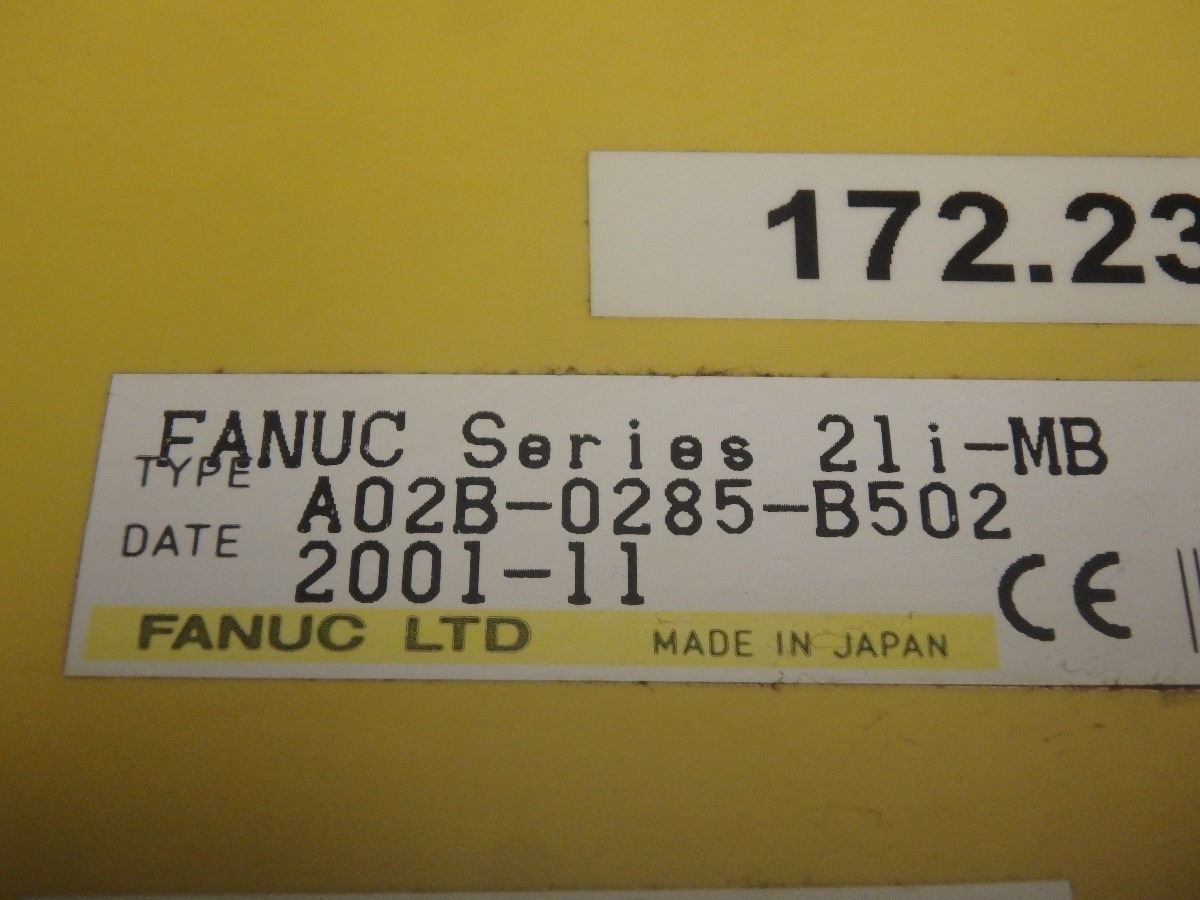 172.23
FANUC Series 21i-MB
TYPE A02B-0285-B502
DATE 2001-11
FANUC LTD MADE IN JAPAN CE